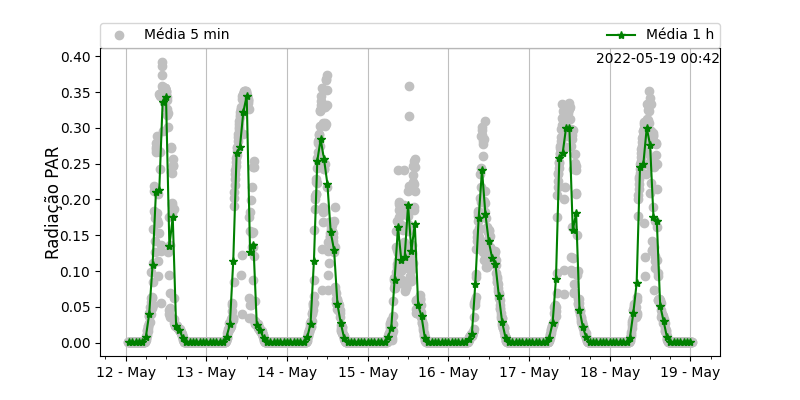 Média 5 min
Média 1 h
2022-05-19 00:42
Radiação PAR
0.40
0.35
0.30
0.25
0.20
0.15
0.10
0.05
0.00
12 - May 13 - May 14 - May 15 - May 16 - May 17 - May 18 - May 19 - May